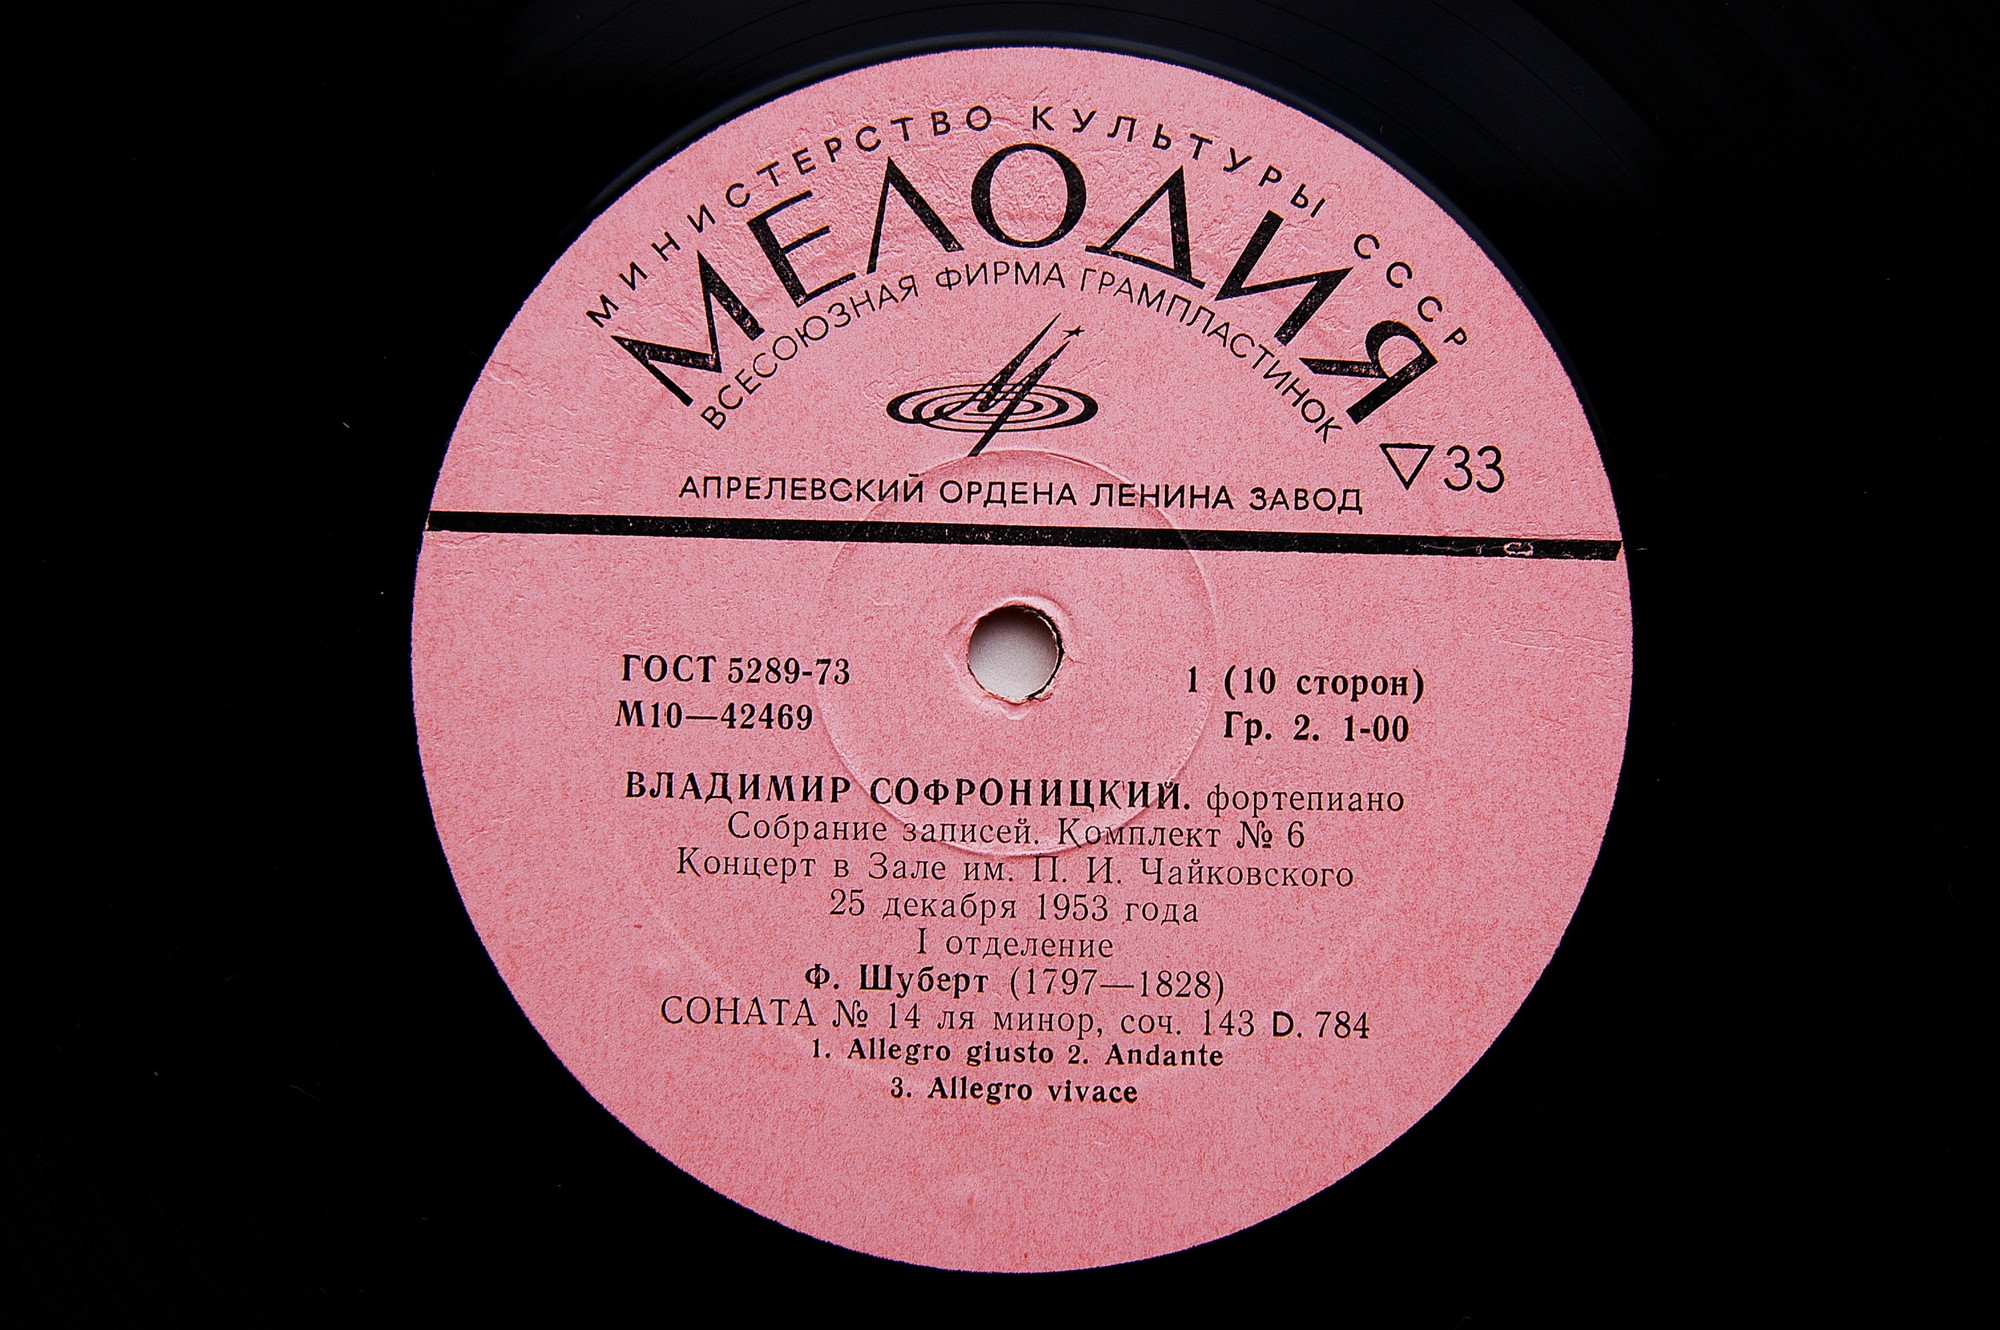 МИНИСТЕРСТВО КУЛЬТУРЫ СССР
МЕЛОДИЯ
ВСЕСОЮЗНАЯ ФИРМА ГРАМПЛАСТИНОК
▽33
АПРЕЛЕВСКИЙ ОРДЕНА ЛЕНИНА ЗАВОД
ГОСТ 5289-73
М10—42469
1 (10 сторон)
Гр. 2. 1-00
ВЛАДИМИР СОФРОНИЦКИЙ. фортепиано
Собрание записей. Комплект № 6
Концерт в Зале им. П. И. Чайковского
25 декабря 1953 года
I отделение
Ф. Шуберт (1797—1828)
СОНАТА № 14 ля минор, соч. 143 D. 784
1. Allegro giusto 2. Andante
3. Allegro vivace